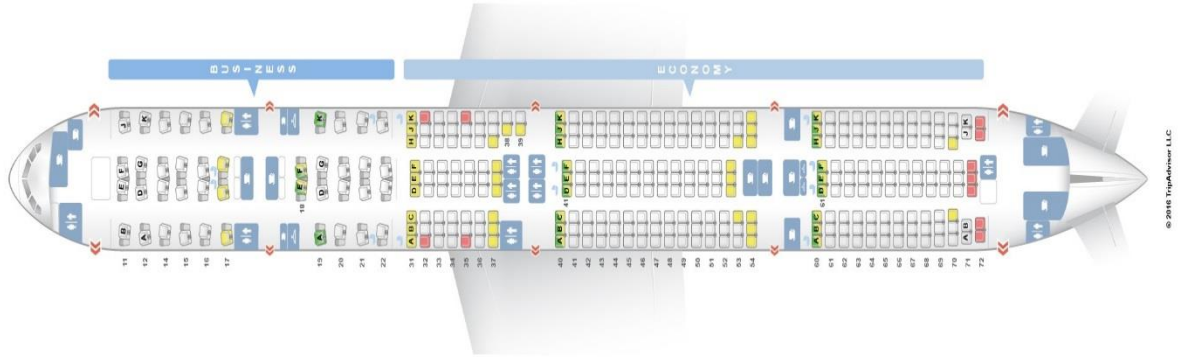 BUSINESS
ECONOMY
J K K H J K H J K H J K J K
38 39
E F D G E F D G D E F D E F D E F
18 41 61
B A A A B C A B C A B C A B
11 12 14 15 16 17 19 20 21 22 31 32 33 34 35 36 37 40 41 42 43 44 45 46 47 48 49 50 51 52 53 54 60 61 62 63 64 65 66 67 68 69 70 71 72
© 2016 TripAdvisor LLC